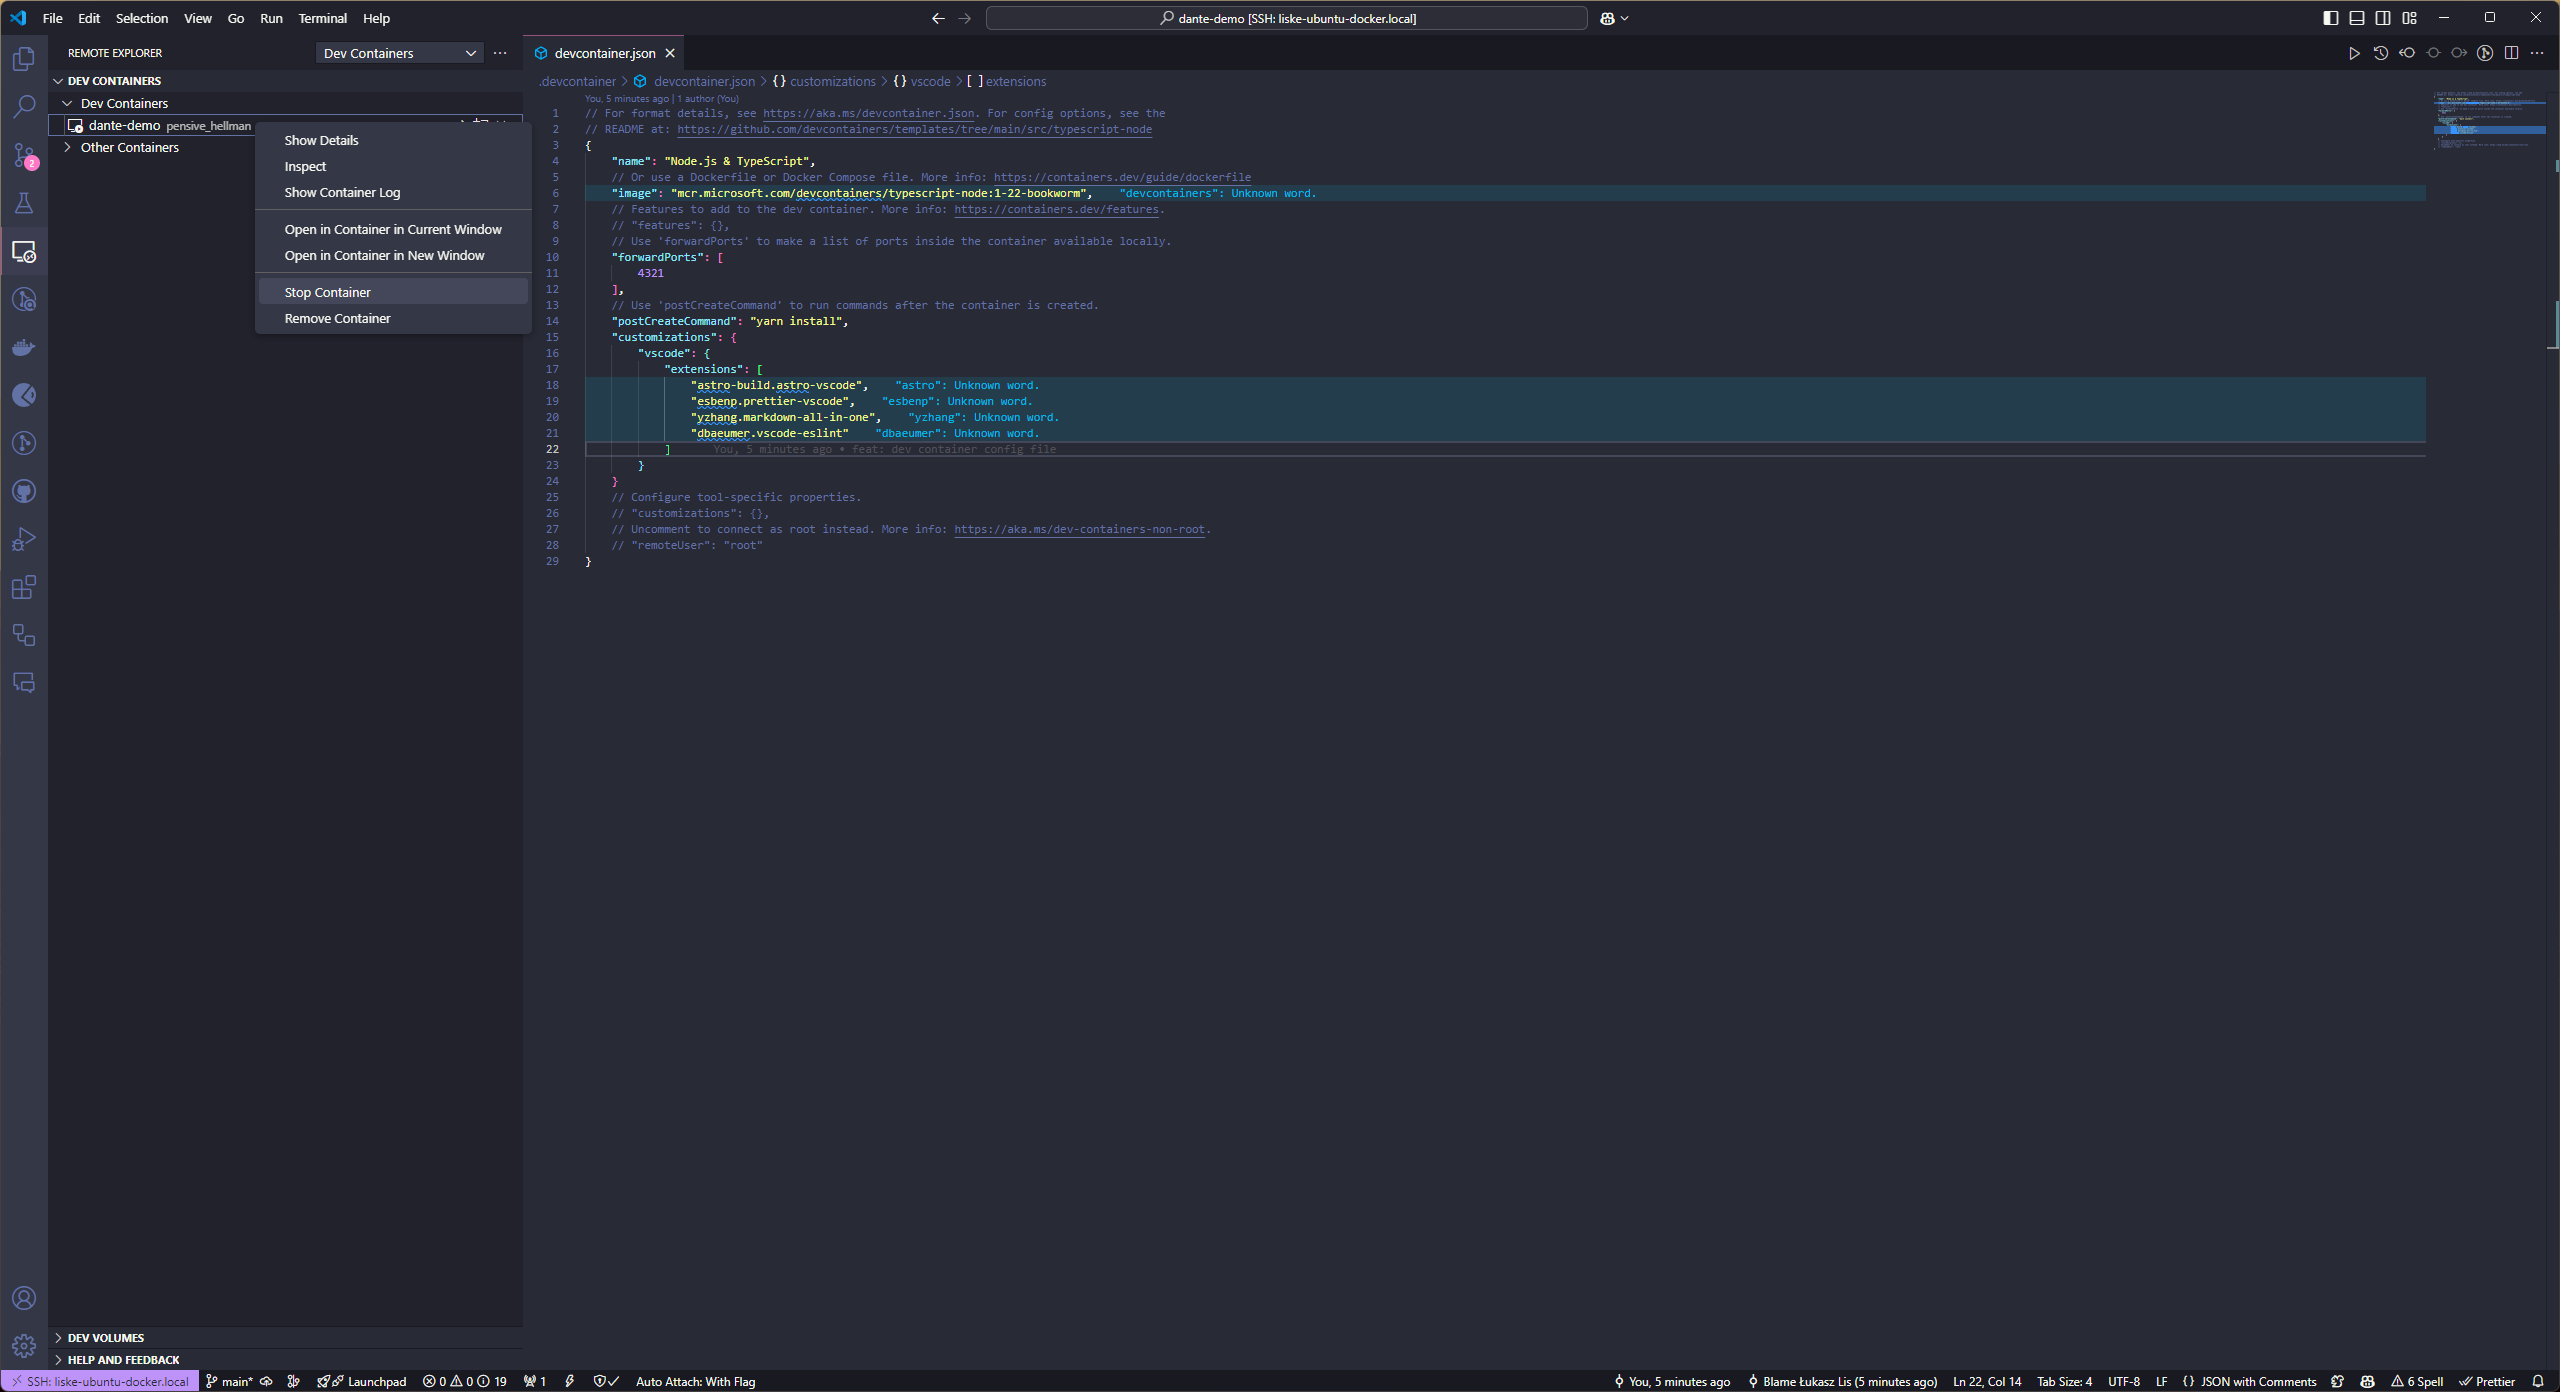 File Edit Selection View Go Run Terminal Help
dante-demo [SSH: liske-ubuntu-docker.local]
REMOTE EXPLORER
Dev Containers
DEV CONTAINERS
Dev Containers
dante-demo pensive_hellman
Other Containers
2
Show Details
Inspect
Show Container Log
Open in Container in Current Window
Open in Container in New Window
Stop Container
Remove Container
DEV VOLUMES
HELP AND FEEDBACK
devcontainer.json
.devcontainer > devcontainer.json > {} customizations > {} vscode > [ ] extensions
You, 5 minutes ago | 1 author (You)
1 // For format details, see https://aka.ms/devcontainer.json. For config options, see the
2 // README at: https://github.com/devcontainers/templates/tree/main/src/typescript-node
3 {
4 "name": "Node.js & TypeScript",
5 // Or use a Dockerfile or Docker Compose file. More info: https://containers.dev/guide/dockerfile
6 "image": "mcr.microsoft.com/devcontainers/typescript-node:1-22-bookworm", "devcontainers": Unknown word.
7 // Features to add to the dev container. More info: https://containers.dev/features.
8 // "features": {},
9 // Use 'forwardPorts' to make a list of ports inside the container available locally.
10 "forwardPorts": [
11 4321
12 ],
13 // Use 'postCreateCommand' to run commands after the container is created.
14 "postCreateCommand": "yarn install",
15 "customizations": {
16 "vscode": {
17 "extensions": [
18 "astro-build.astro-vscode", "astro": Unknown word.
19 "esbenp.prettier-vscode", "esbenp": Unknown word.
20 "yzhang.markdown-all-in-one", "yzhang": Unknown word.
21 "dbaeumer.vscode-eslint" "dbaeumer": Unknown word.
22 ] You, 5 minutes ago • feat: dev container config file
23 }
24 }
25 // Configure tool-specific properties.
26 // "customizations": {},
27 // Uncomment to connect as root instead. More info: https://aka.ms/dev-containers-non-root.
28 // "remoteUser": "root"
29 }
SSH: liske-ubuntu-docker.local main* Launchpad 0 0 19 1 Auto Attach: With Flag You, 5 minutes ago Blame Łukasz Lis (5 minutes ago) Ln 22, Col 14 Tab Size: 4 UTF-8 LF {} JSON with Comments 6 Spell Prettier